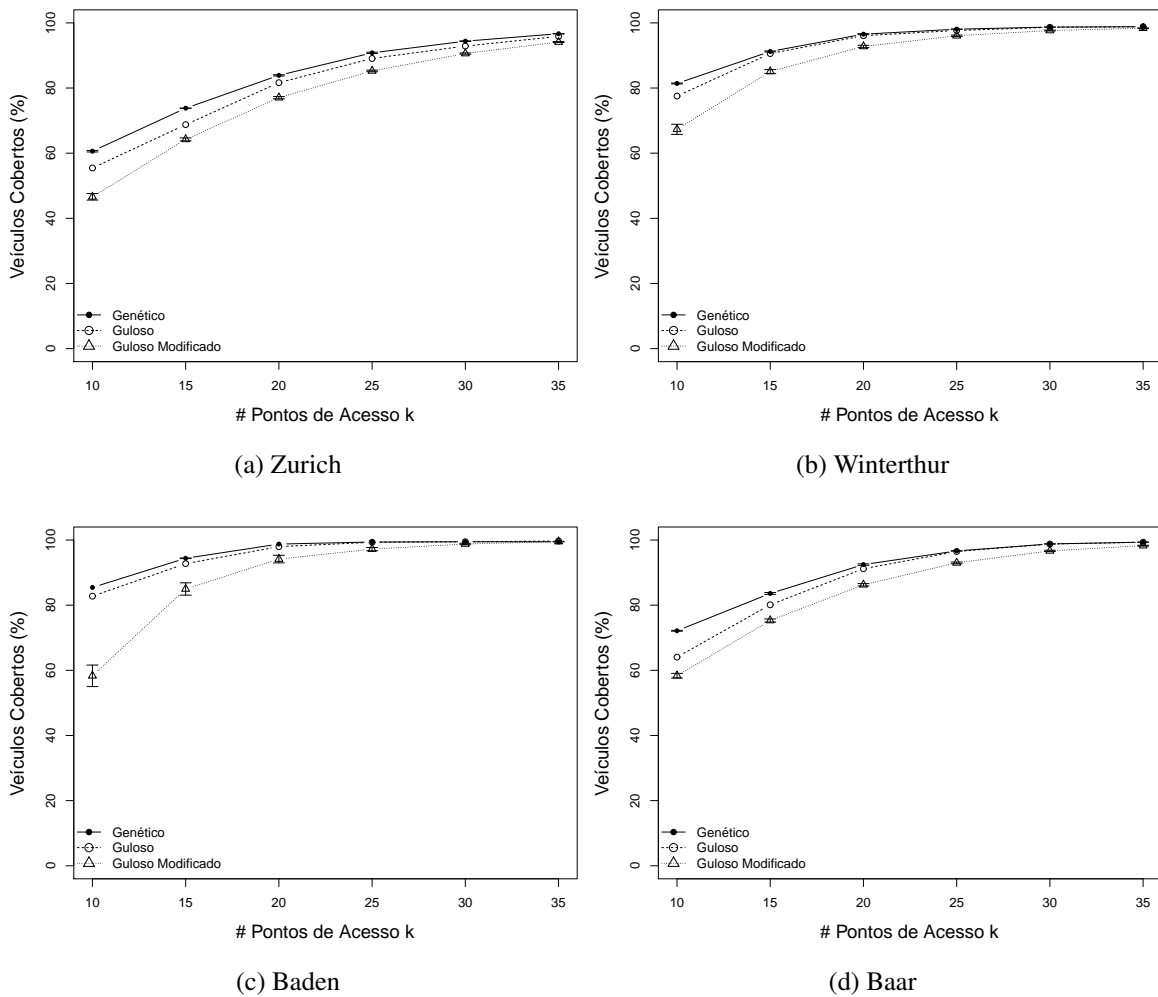 Veículos Cobertos (%)
100
80
60
40
20
0
Genético
Guloso
Guloso Modificado
10 15 20 25 30 35
# Pontos de Acesso k
(a) Zurich
Veículos Cobertos (%)
100
80
60
40
20
0
Genético
Guloso
Guloso Modificado
10 15 20 25 30 35
# Pontos de Acesso k
(b) Winterthur
Veículos Cobertos (%)
100
80
60
40
20
0
Genético
Guloso
Guloso Modificado
10 15 20 25 30 35
# Pontos de Acesso k
(c) Baden
Veículos Cobertos (%)
100
80
60
40
20
0
Genético
Guloso
Guloso Modificado
10 15 20 25 30 35
# Pontos de Acesso k
(d) Baar